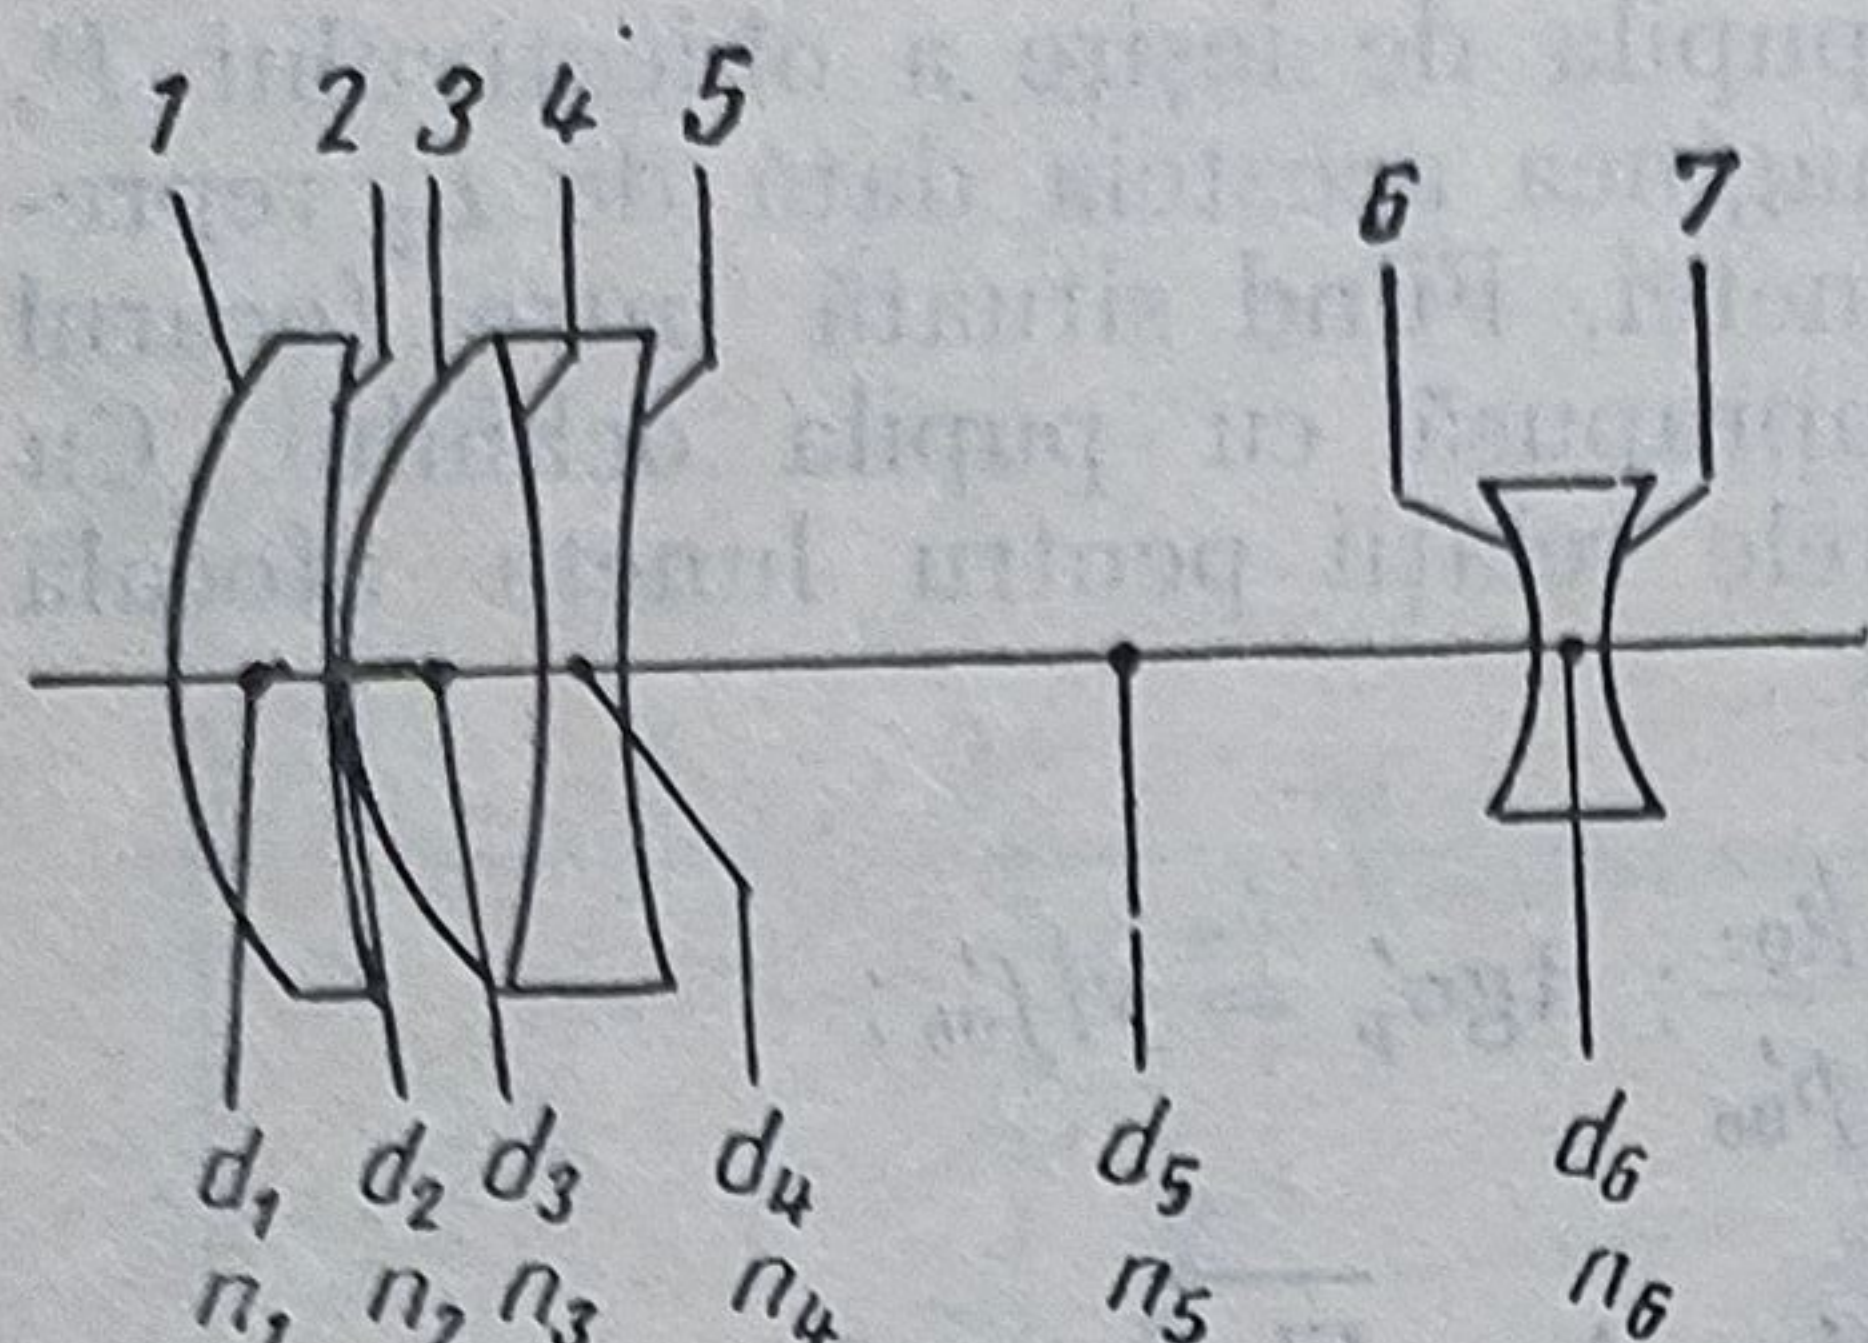 1 2 3 4 5
6 7
d₁ d₂ d₃ d₄ d₅ d₆
n₁ n₂ n₃ n₄ n₅ n₆